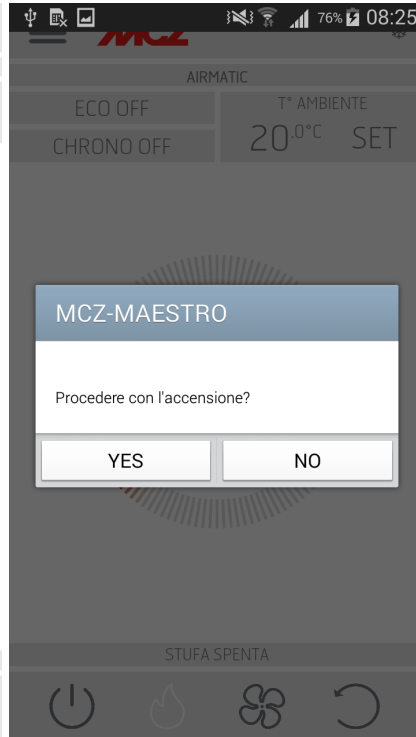 76% 08:25
MCZ
AIRMATIC
ECO OFF
T° AMBIENTE
CHRONO OFF
20.0°C SET
MCZ-MAESTRO
Procedere con l'accensione?
YES NO
STUFA SPENTA